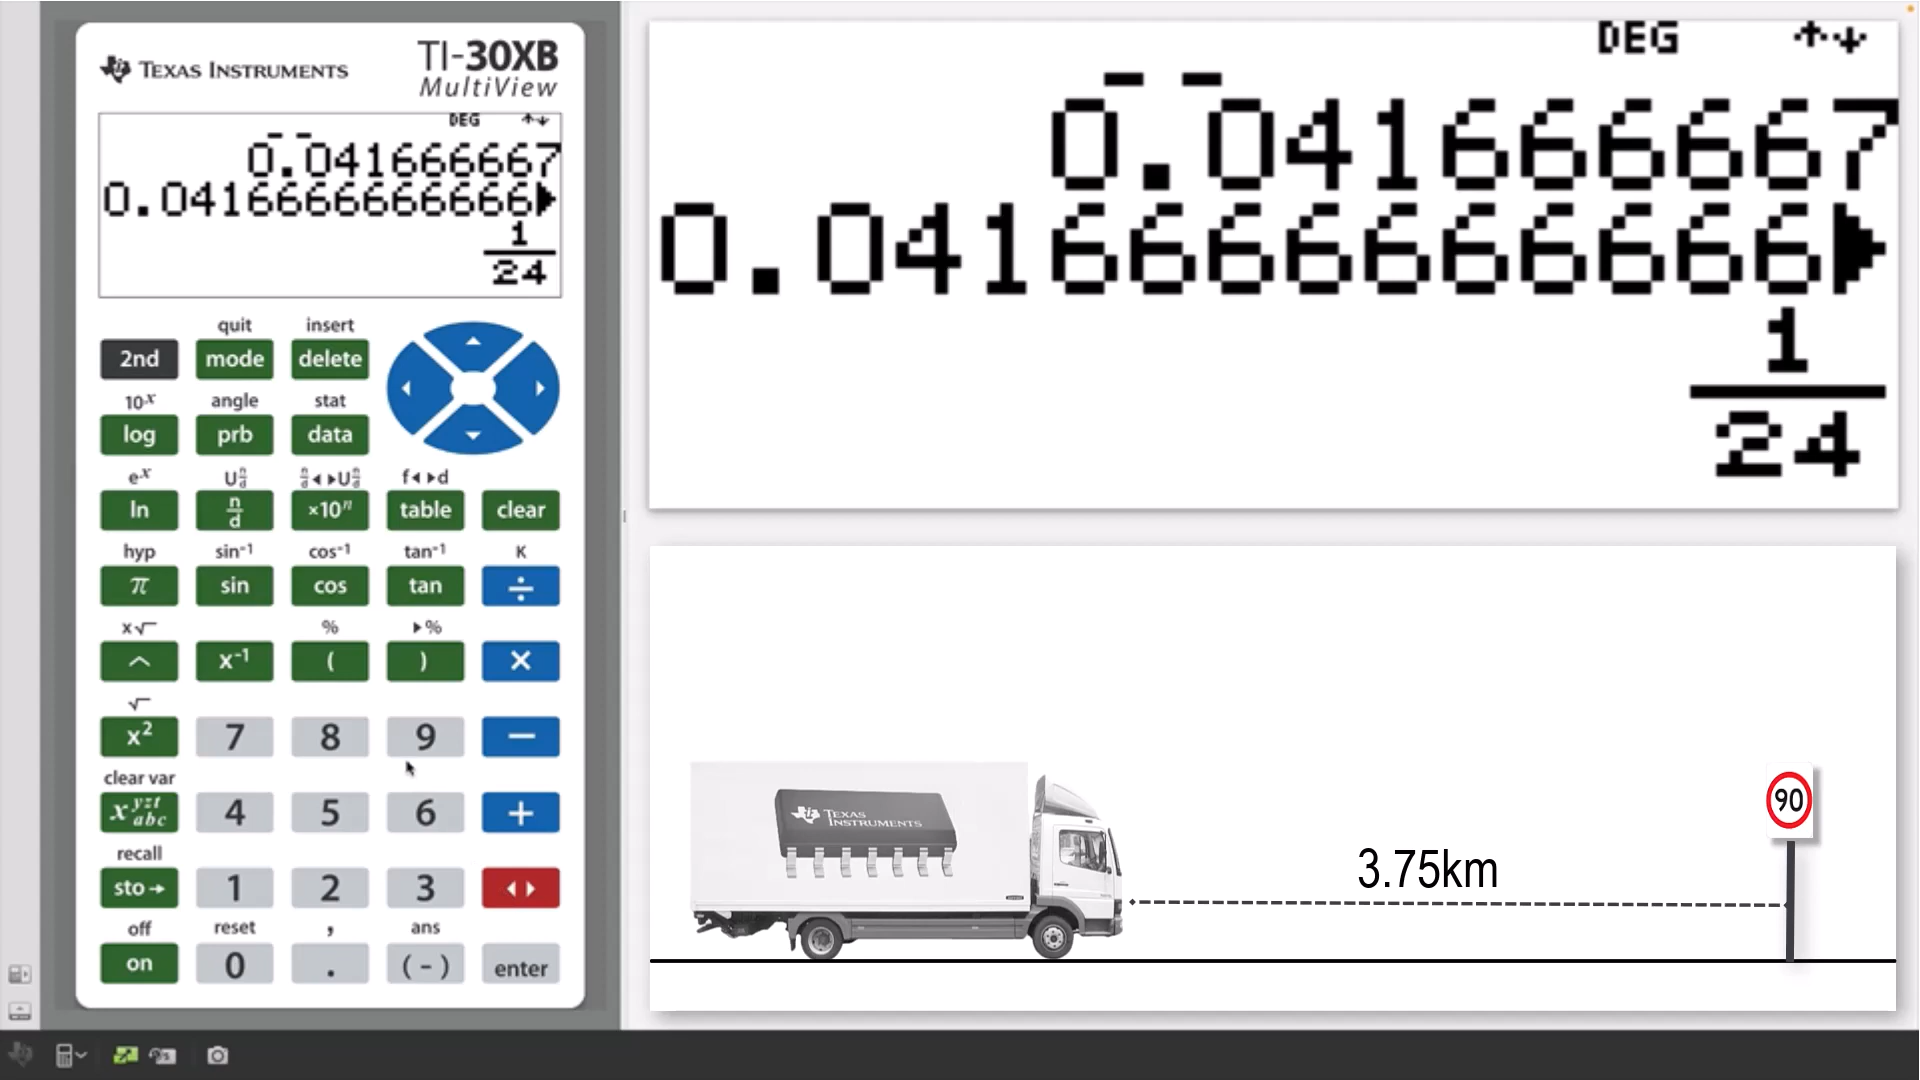 TEXAS INSTRUMENTS
TI-30XB
MultiView
DEG
0.041666667
0.0416666666666
1
24
quit insert
2nd mode delete
10^x angle stat
log prb data
e^x U n/d n/d◄►U n/d f◄►d
ln n/d ×10^n table clear
hyp sin⁻¹ cos⁻¹ tan⁻¹ K
π sin cos tan ÷
x√ % ►%
^ x⁻¹ ( ) ×
√
x² 7 8 9 −
clear var
x yzt abc 4 5 6 +
recall
sto→ 1 2 3 ◄►
off reset , ans
on 0 . (-) enter
DEG
0.041666667
0.0416666666666
1
24
TEXAS
INSTRUMENTS
90
3.75km